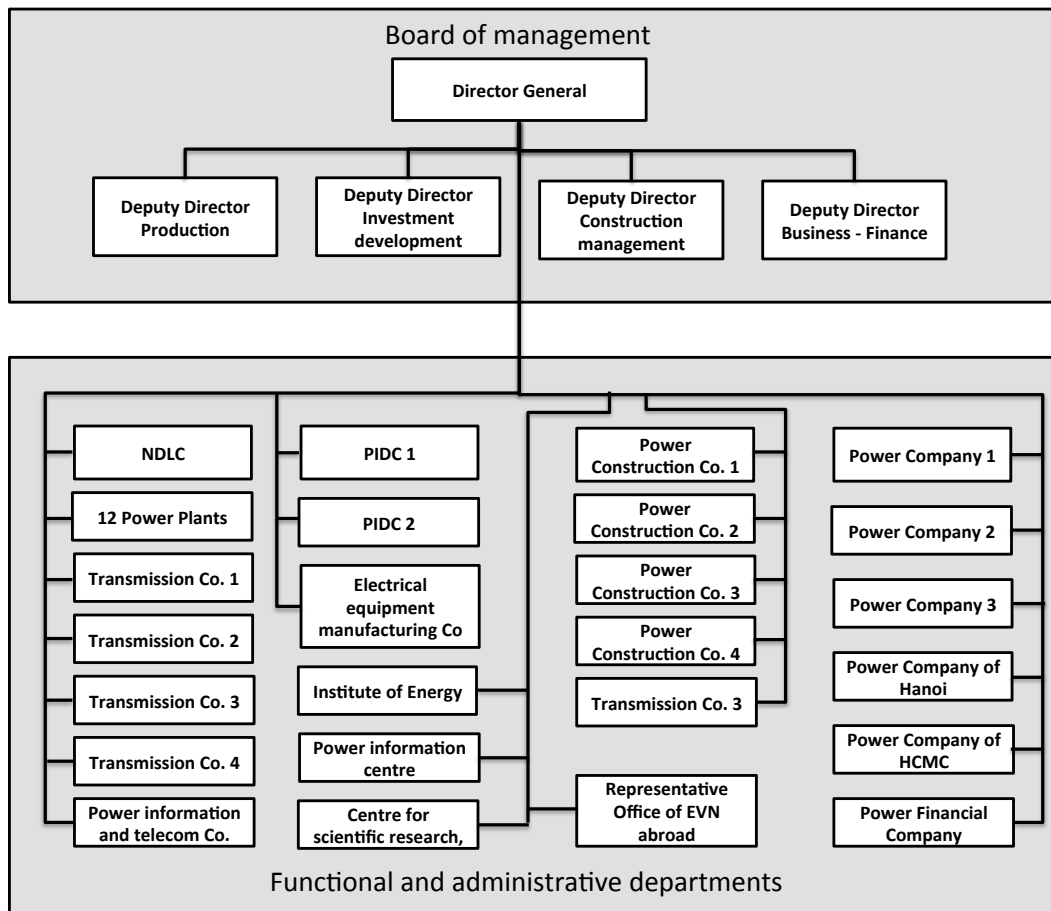 Board of management
Director General
Deputy Director
Production
Deputy Director
Investment
development
Deputy Director
Construction
management
Deputy Director
Business - Finance
NDLC
12 Power Plants
Transmission Co. 1
Transmission Co. 2
Transmission Co. 3
Transmission Co. 4
Power information
and telecom Co.
PIDC 1
PIDC 2
Electrical
equipment
manufacturing Co
Institute of Energy
Power information
centre
Centre for
scientific research,
Power
Construction Co. 1
Power
Construction Co. 2
Power
Construction Co. 3
Power
Construction Co. 4
Transmission Co. 3
Representative
Office of EVN
abroad
Power Company 1
Power Company 2
Power Company 3
Power Company of
Hanoi
Power Company of
HCMC
Power Financial
Company
Functional and administrative departments